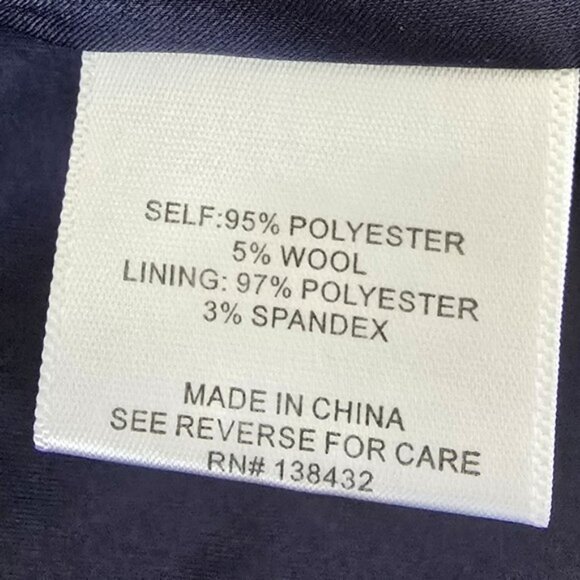 SELF:95% POLYESTER
5% WOOL
LINING: 97% POLYESTER
3% SPANDEX
MADE IN CHINA
SEE REVERSE FOR CARE
RN# 138432